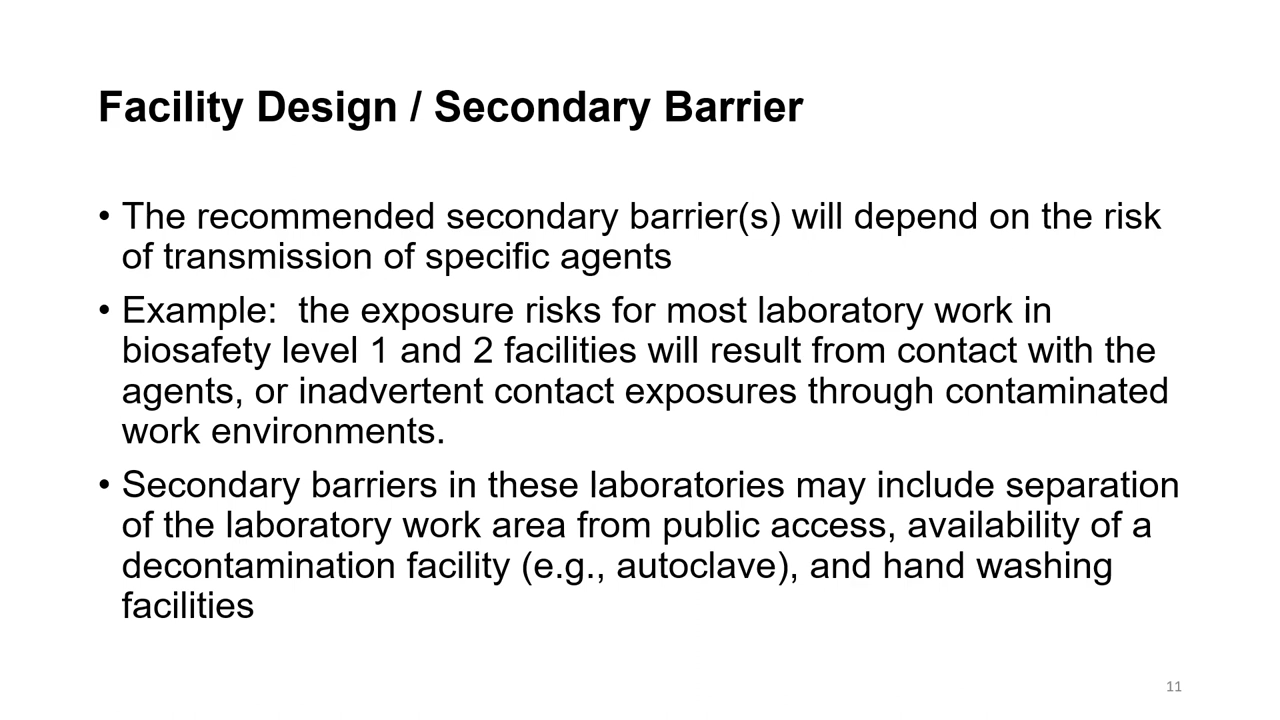 Facility Design / Secondary Barrier
• The recommended secondary barrier(s) will depend on the risk
of transmission of specific agents
• Example:  the exposure risks for most laboratory work in
biosafety level 1 and 2 facilities will result from contact with the
agents, or inadvertent contact exposures through contaminated
work environments.
• Secondary barriers in these laboratories may include separation
of the laboratory work area from public access, availability of a
decontamination facility (e.g., autoclave), and hand washing
facilities
11